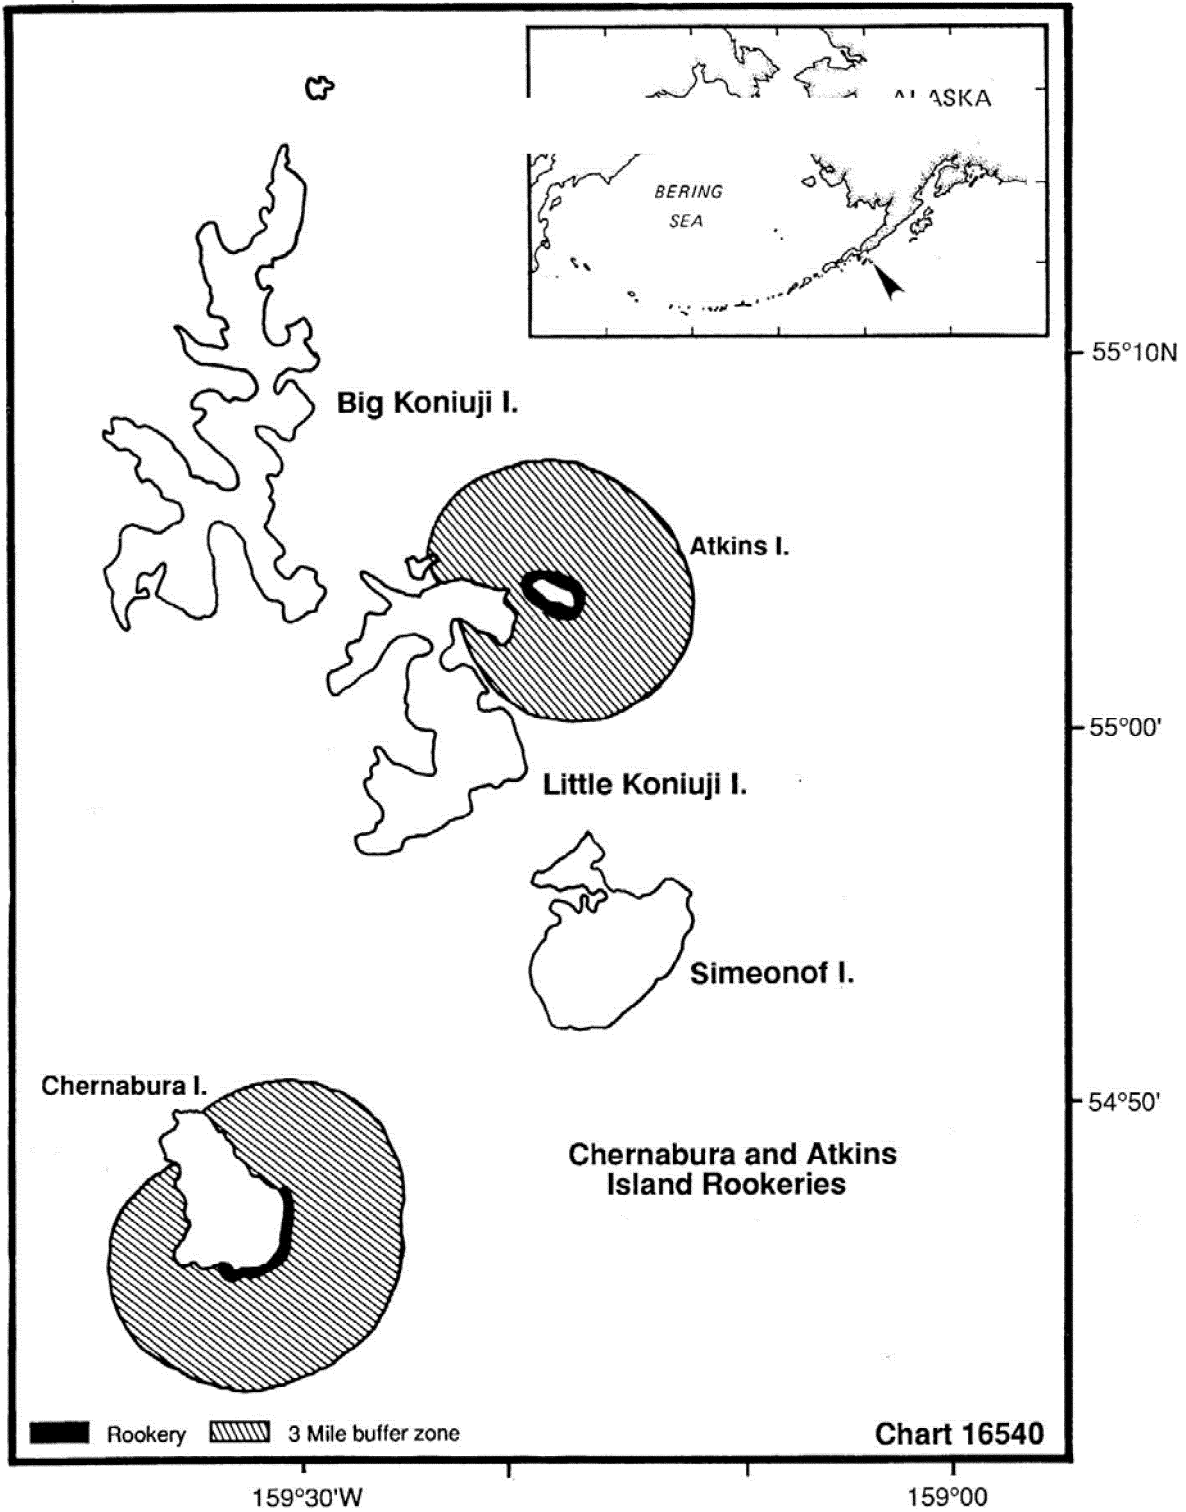 ALASKA
BERING
SEA
55°10N
Big Koniuji I.
Atkins I.
55°00'
Little Koniuji I.
Simeonof I.
Chernabura I.
54°50'
Chernabura and Atkins
Island Rookeries
Rookery
3 Mile buffer zone
Chart 16540
159°30'W
159°00